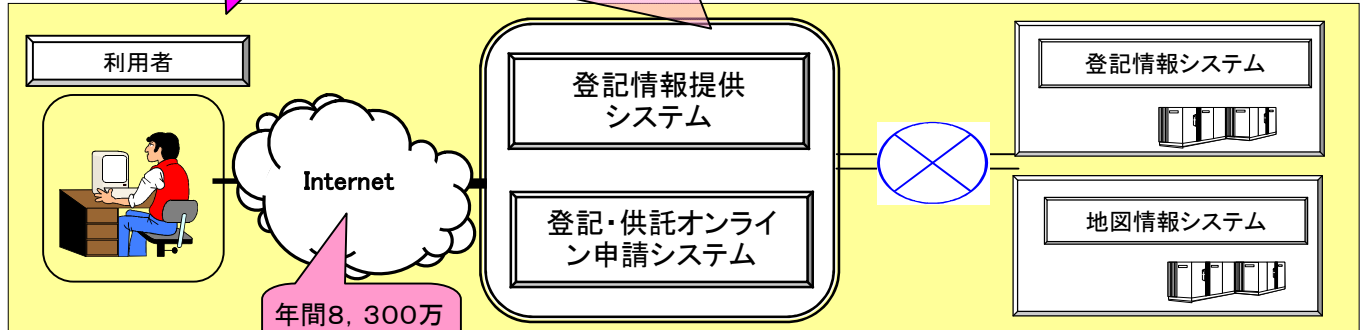 利用者
Internet
年間8，300万
登記情報提供
システム
登記・供託オンライ
ン申請システム
登記情報システム
地図情報システム